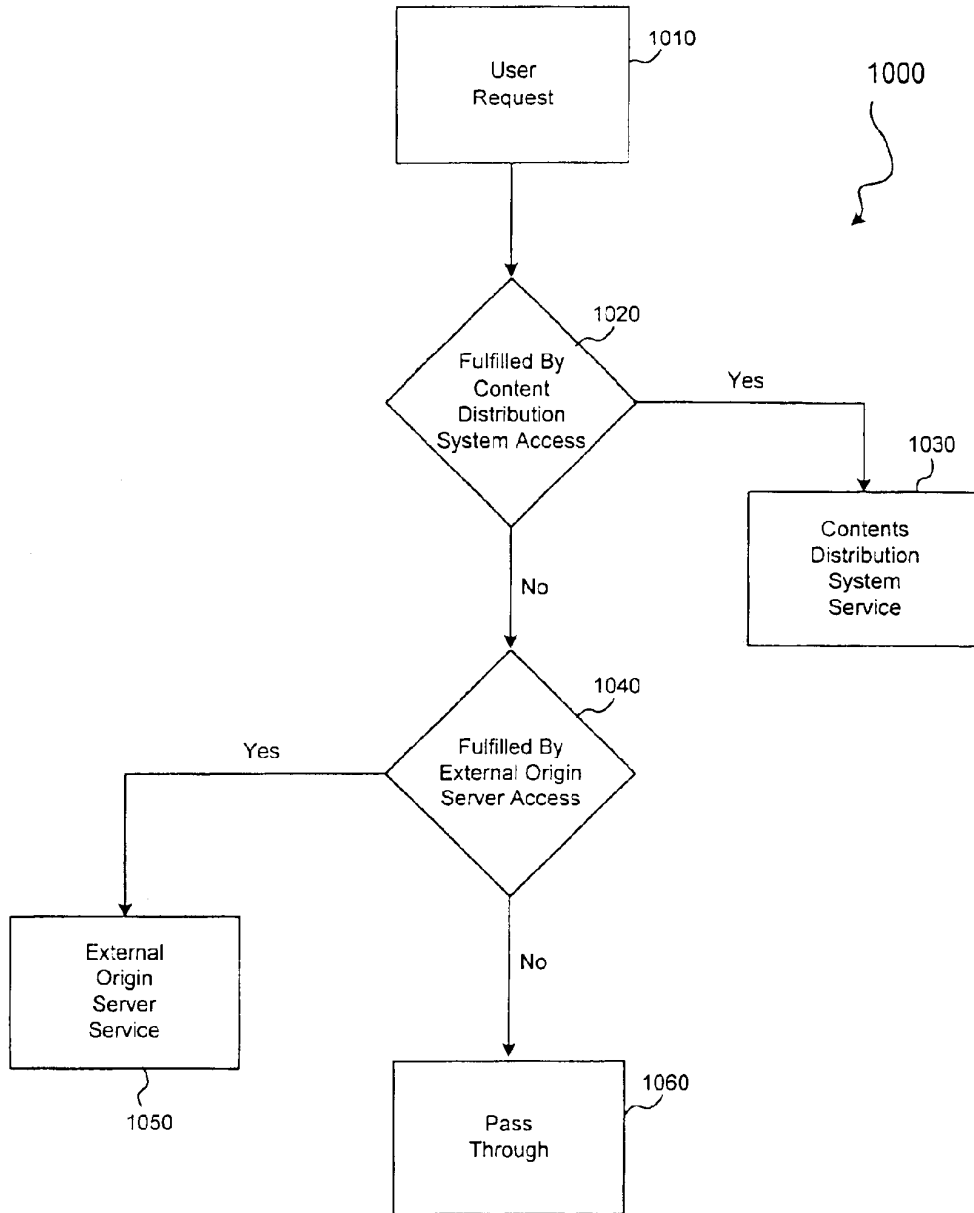 1010
User
Request
1000
1020
Fulfilled By
Content
Distribution
System Access
Yes
1030
Contents
Distribution
System
Service
No
1040
Fulfilled By
External Origin
Server Access
Yes
External
Origin
Server
Service
1050
No
1060
Pass
Through